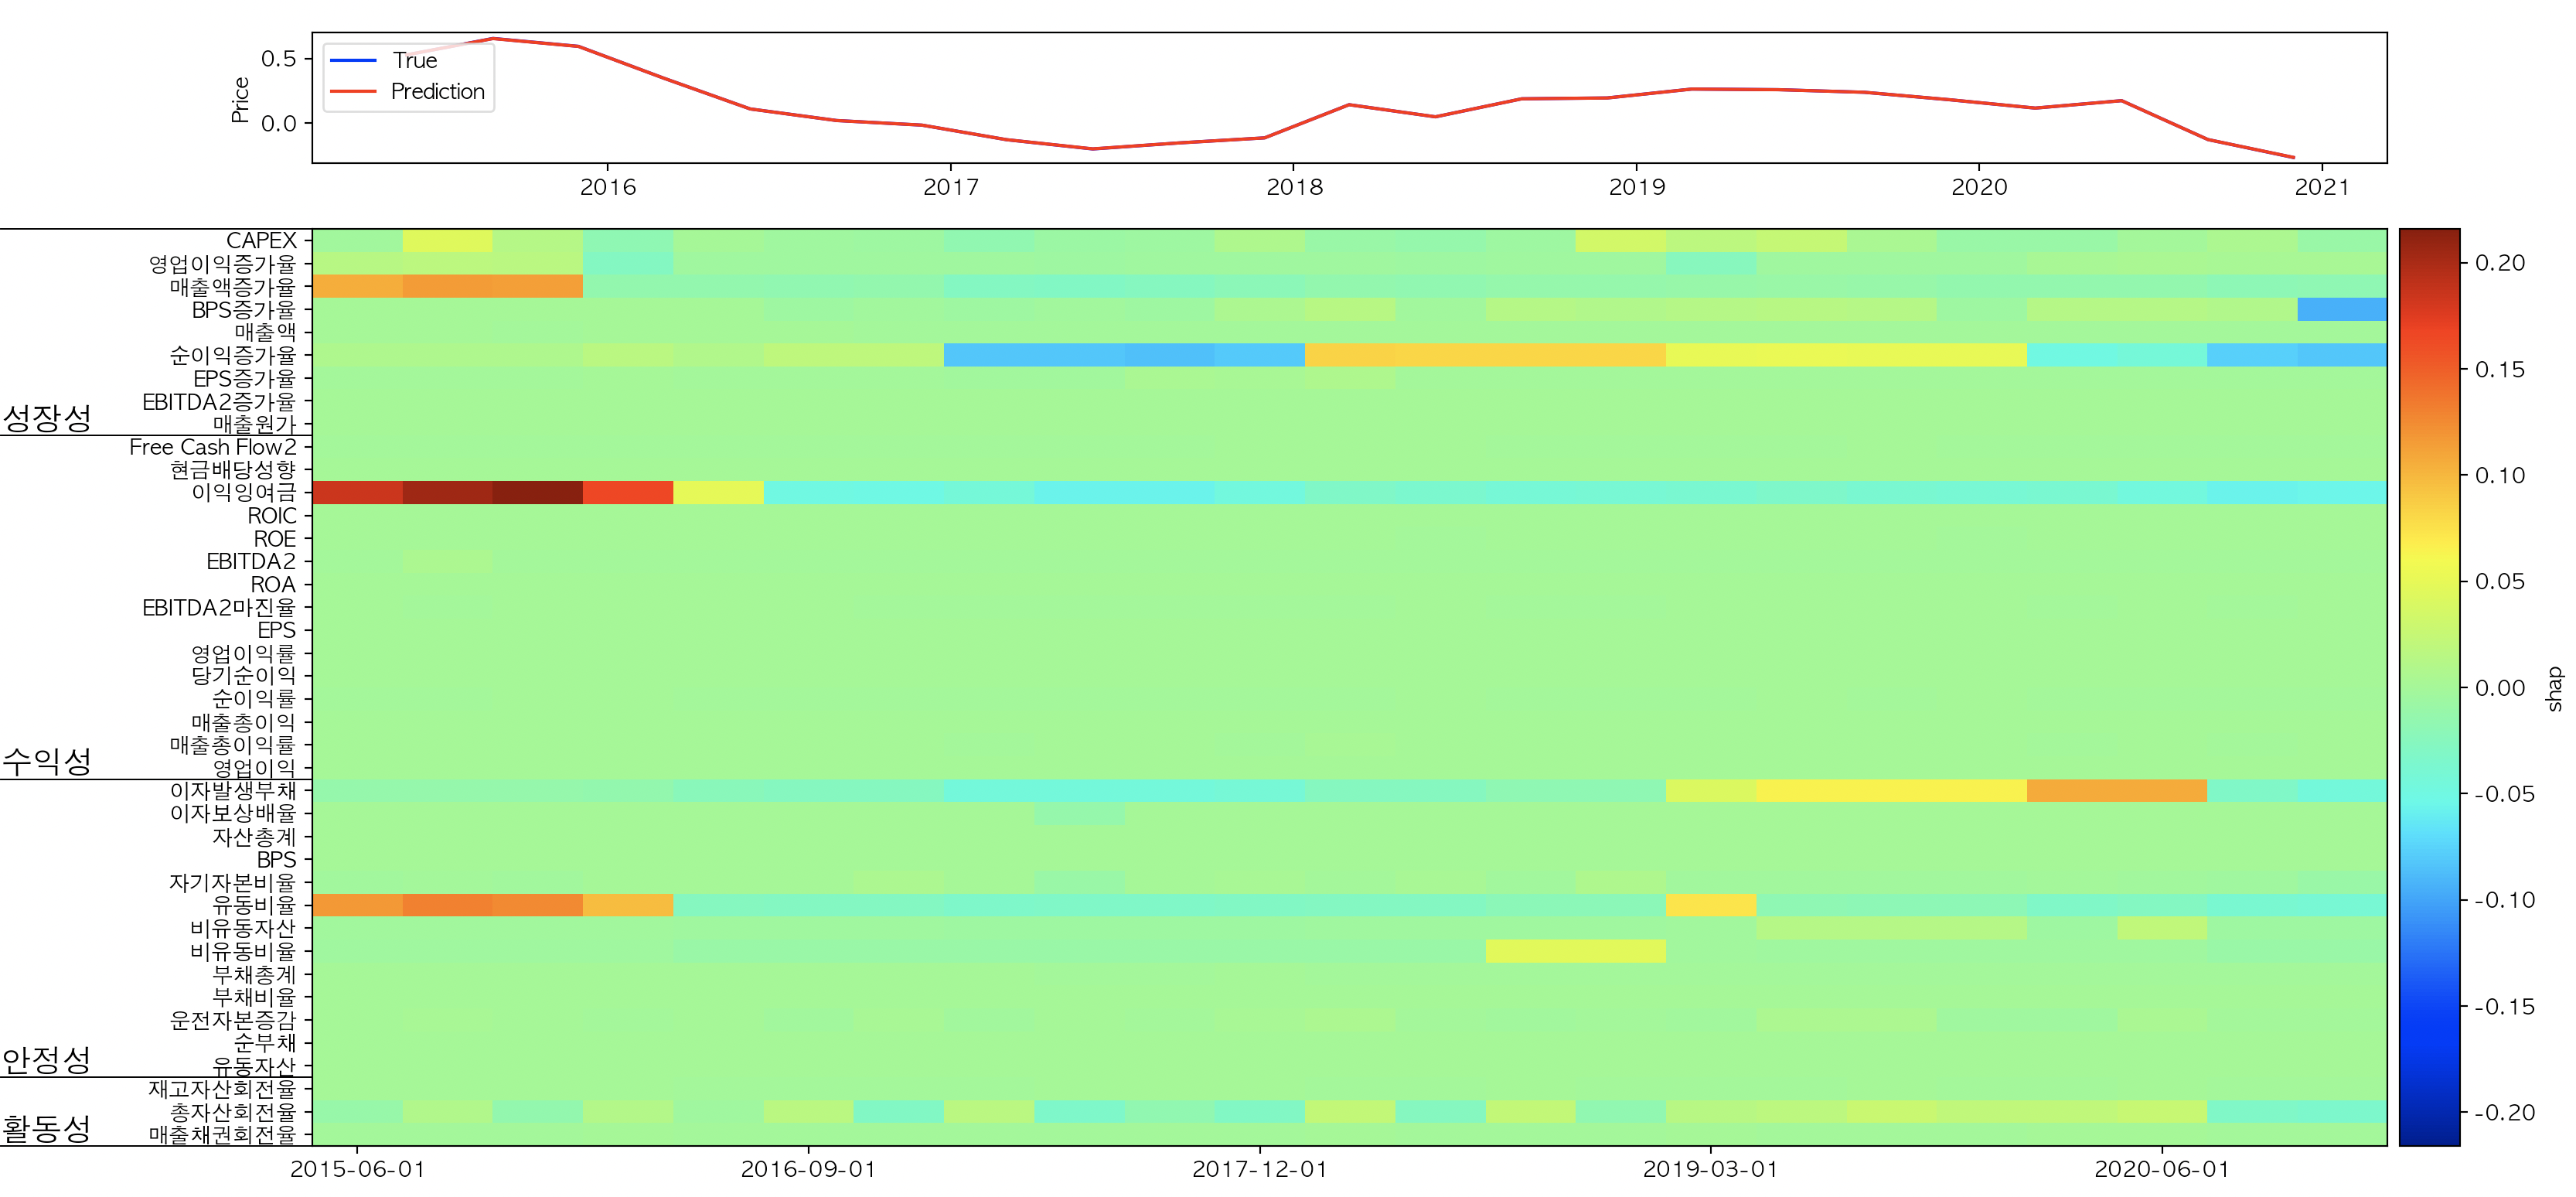 0.5
0.0
Price
True
Prediction
2016
2017
2018
2019
2020
2021
CAPEX
영업이익증가율
매출액증가율
BPS증가율
매출액
순이익증가율
EPS증가율
EBITDA2증가율
매출원가
성장성
Free Cash Flow2
현금배당성향
이익잉여금
ROIC
ROE
EBITDA2
ROA
EBITDA2마진율
EPS
영업이익률
당기순이익
순이익률
매출총이익
매출총이익률
영업이익
수익성
이자발생부채
이자보상배율
자산총계
BPS
자기자본비율
유동비율
비유동자산
비유동비율
부채총계
부채비율
운전자본증감
순부채
유동자산
안정성
재고자산회전율
총자산회전율
매출채권회전율
활동성
2015-06-01
2016-09-01
2017-12-01
2019-03-01
2020-06-01
0.20
0.15
0.10
0.05
0.00
-0.05
-0.10
-0.15
-0.20
shap